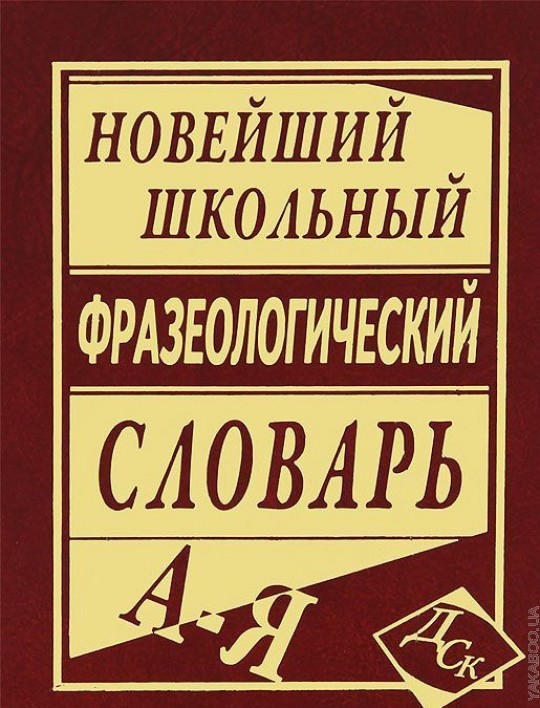 НОВЕЙШИЙ
ШКОЛЬНЫЙ
ФРАЗЕОЛОГИЧЕСКИЙ
СЛОВАРЬ
А-Я
ДСК
YAKABOO.UA